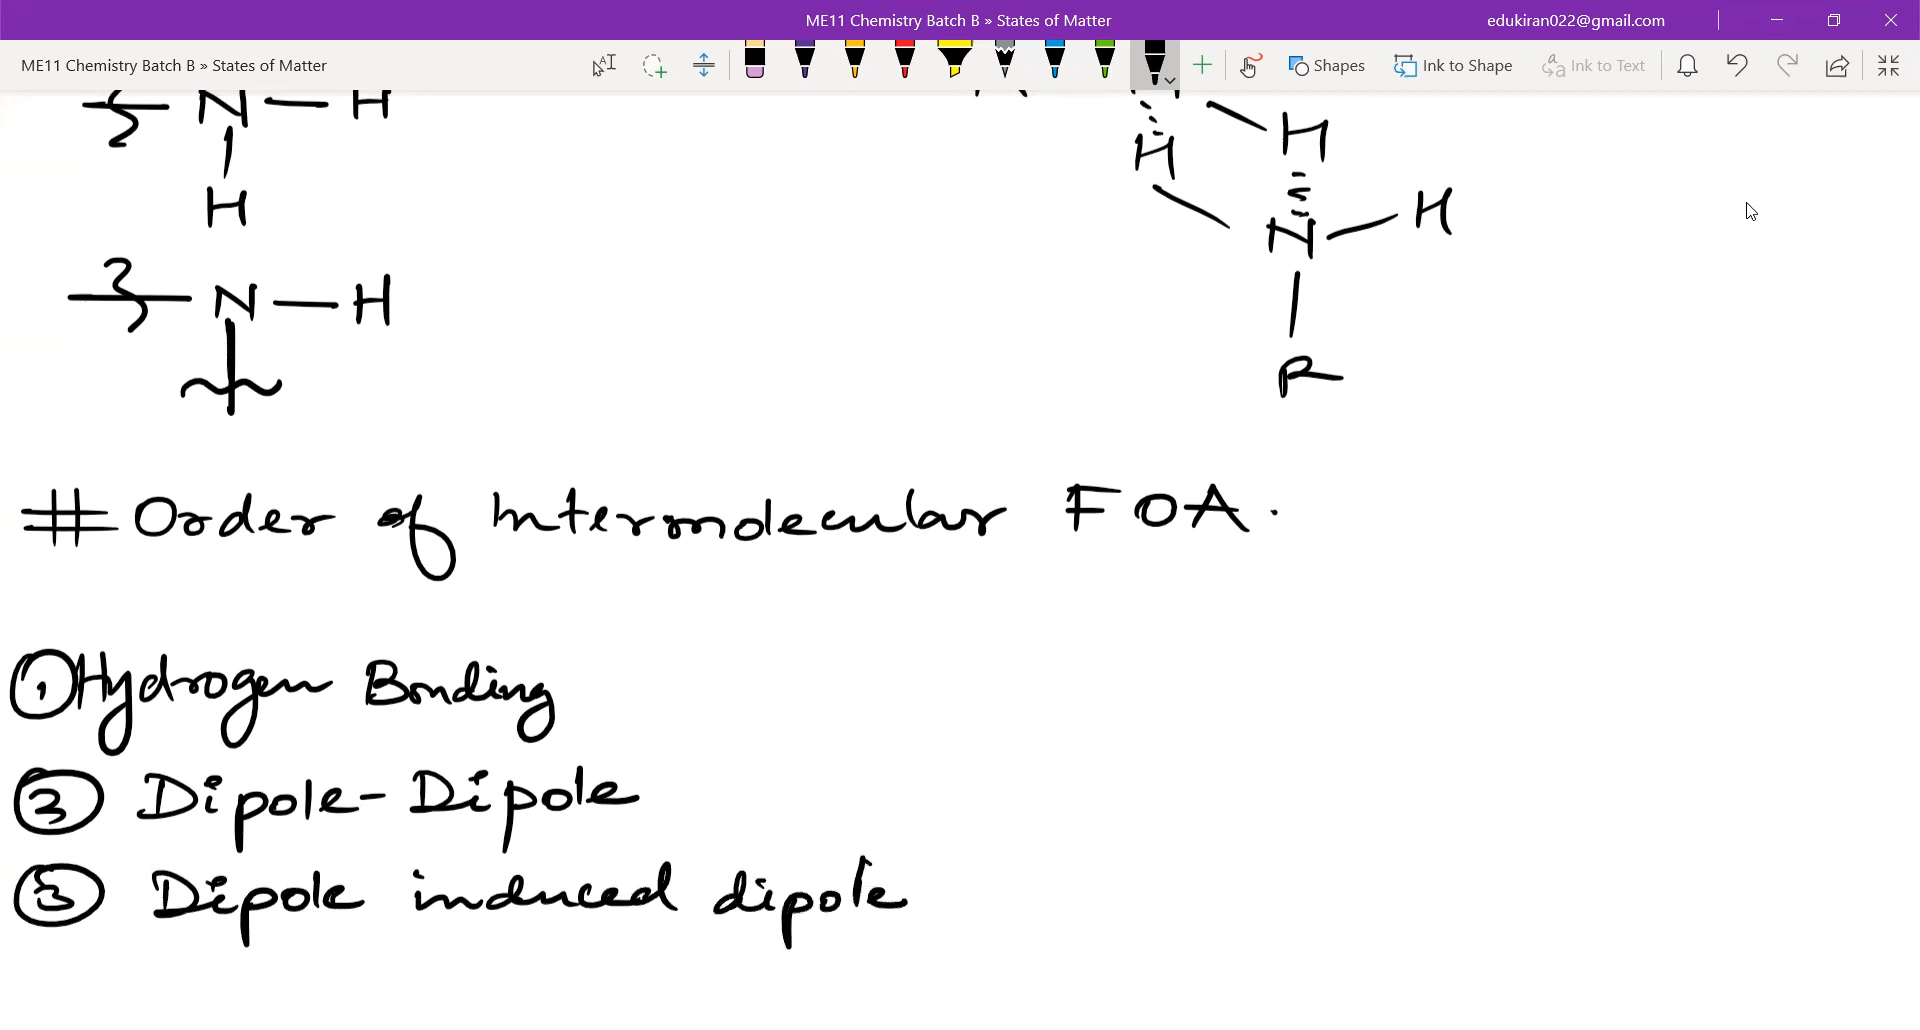 ME11 Chemistry Batch B » States of Matter
edukiran022@gmail.com
ME11 Chemistry Batch B » States of Matter
Shapes
Ink to Shape
Ink to Text
N — H
H
H
H
N — H
R
N — H
# Order of Intermolecular FOA.
① Hydrogen Bonding
② Dipole-Dipole
③ Dipole induced dipole